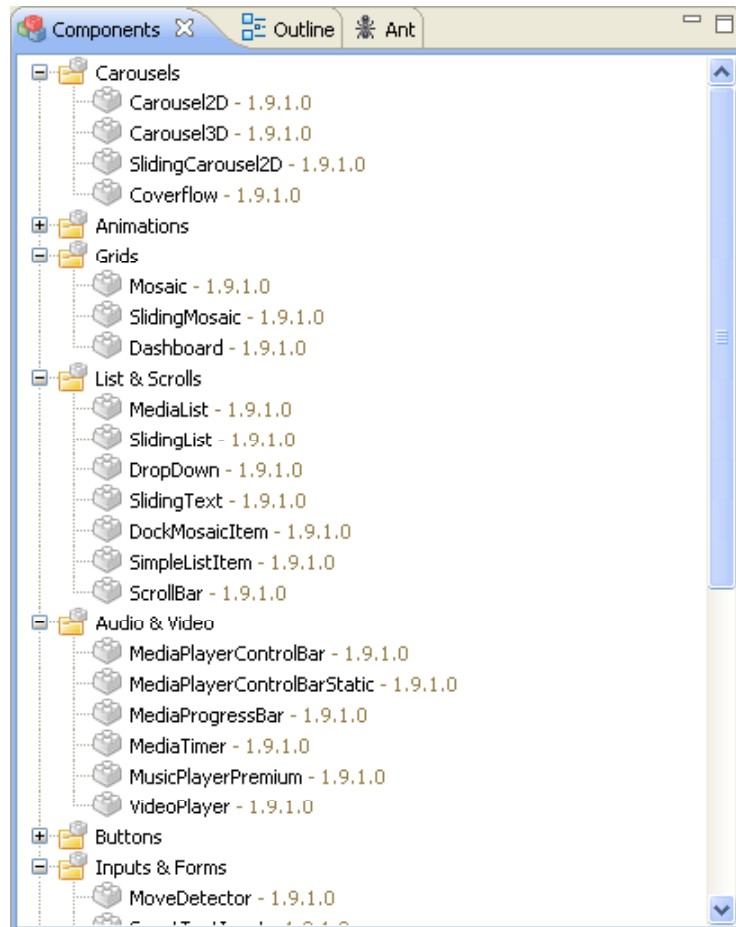 Components Outline Ant
Carousels
Carousel2D - 1.9.1.0
Carousel3D - 1.9.1.0
SlidingCarousel2D - 1.9.1.0
Coverflow - 1.9.1.0
Animations
Grids
Mosaic - 1.9.1.0
SlidingMosaic - 1.9.1.0
Dashboard - 1.9.1.0
List & Scrolls
MediaList - 1.9.1.0
SlidingList - 1.9.1.0
DropDown - 1.9.1.0
SlidingText - 1.9.1.0
DockMosaicItem - 1.9.1.0
SimpleListItem - 1.9.1.0
ScrollBar - 1.9.1.0
Audio & Video
MediaPlayerControlBar - 1.9.1.0
MediaPlayerControlBarStatic - 1.9.1.0
MediaProgressBar - 1.9.1.0
MediaTimer - 1.9.1.0
MusicPlayerPremium - 1.9.1.0
VideoPlayer - 1.9.1.0
Buttons
Inputs & Forms
MoveDetector - 1.9.1.0